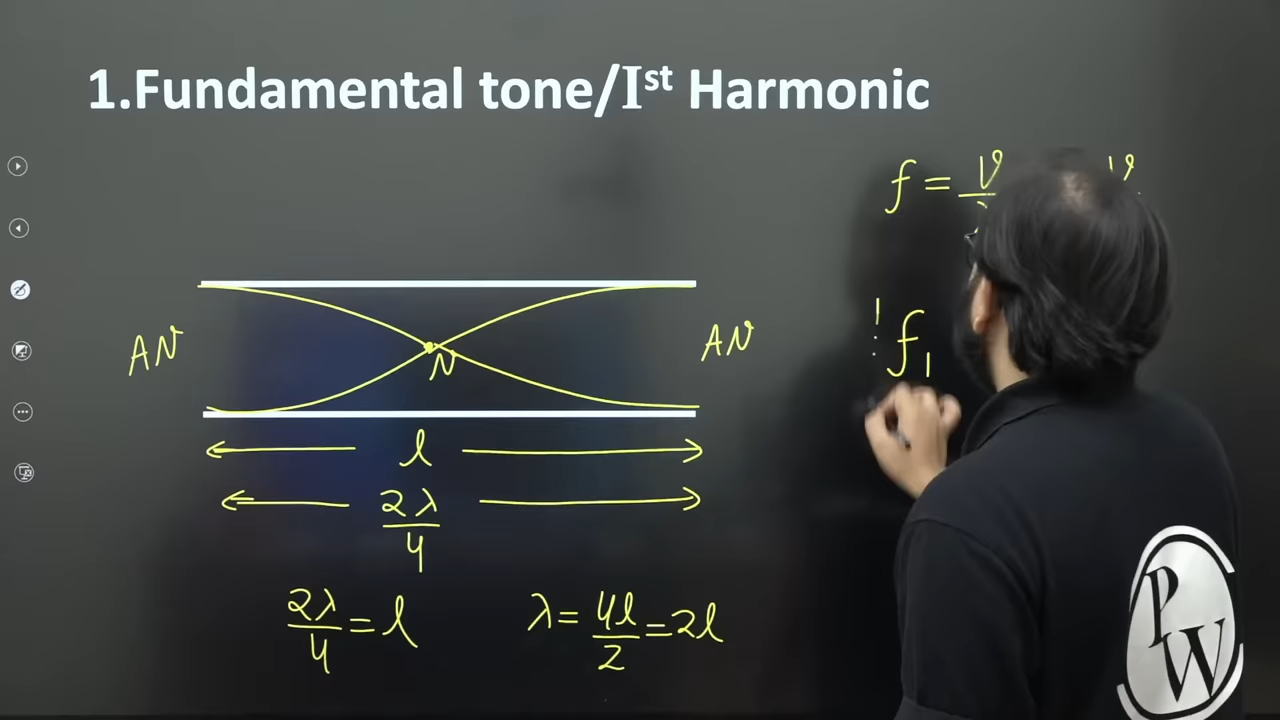 1.Fundamental tone/Iˢᵗ Harmonic
f = v
v
AN
N
AN
f₁
l
2λ/4
2λ/4 = l
λ = 4l/2 = 2l
PW